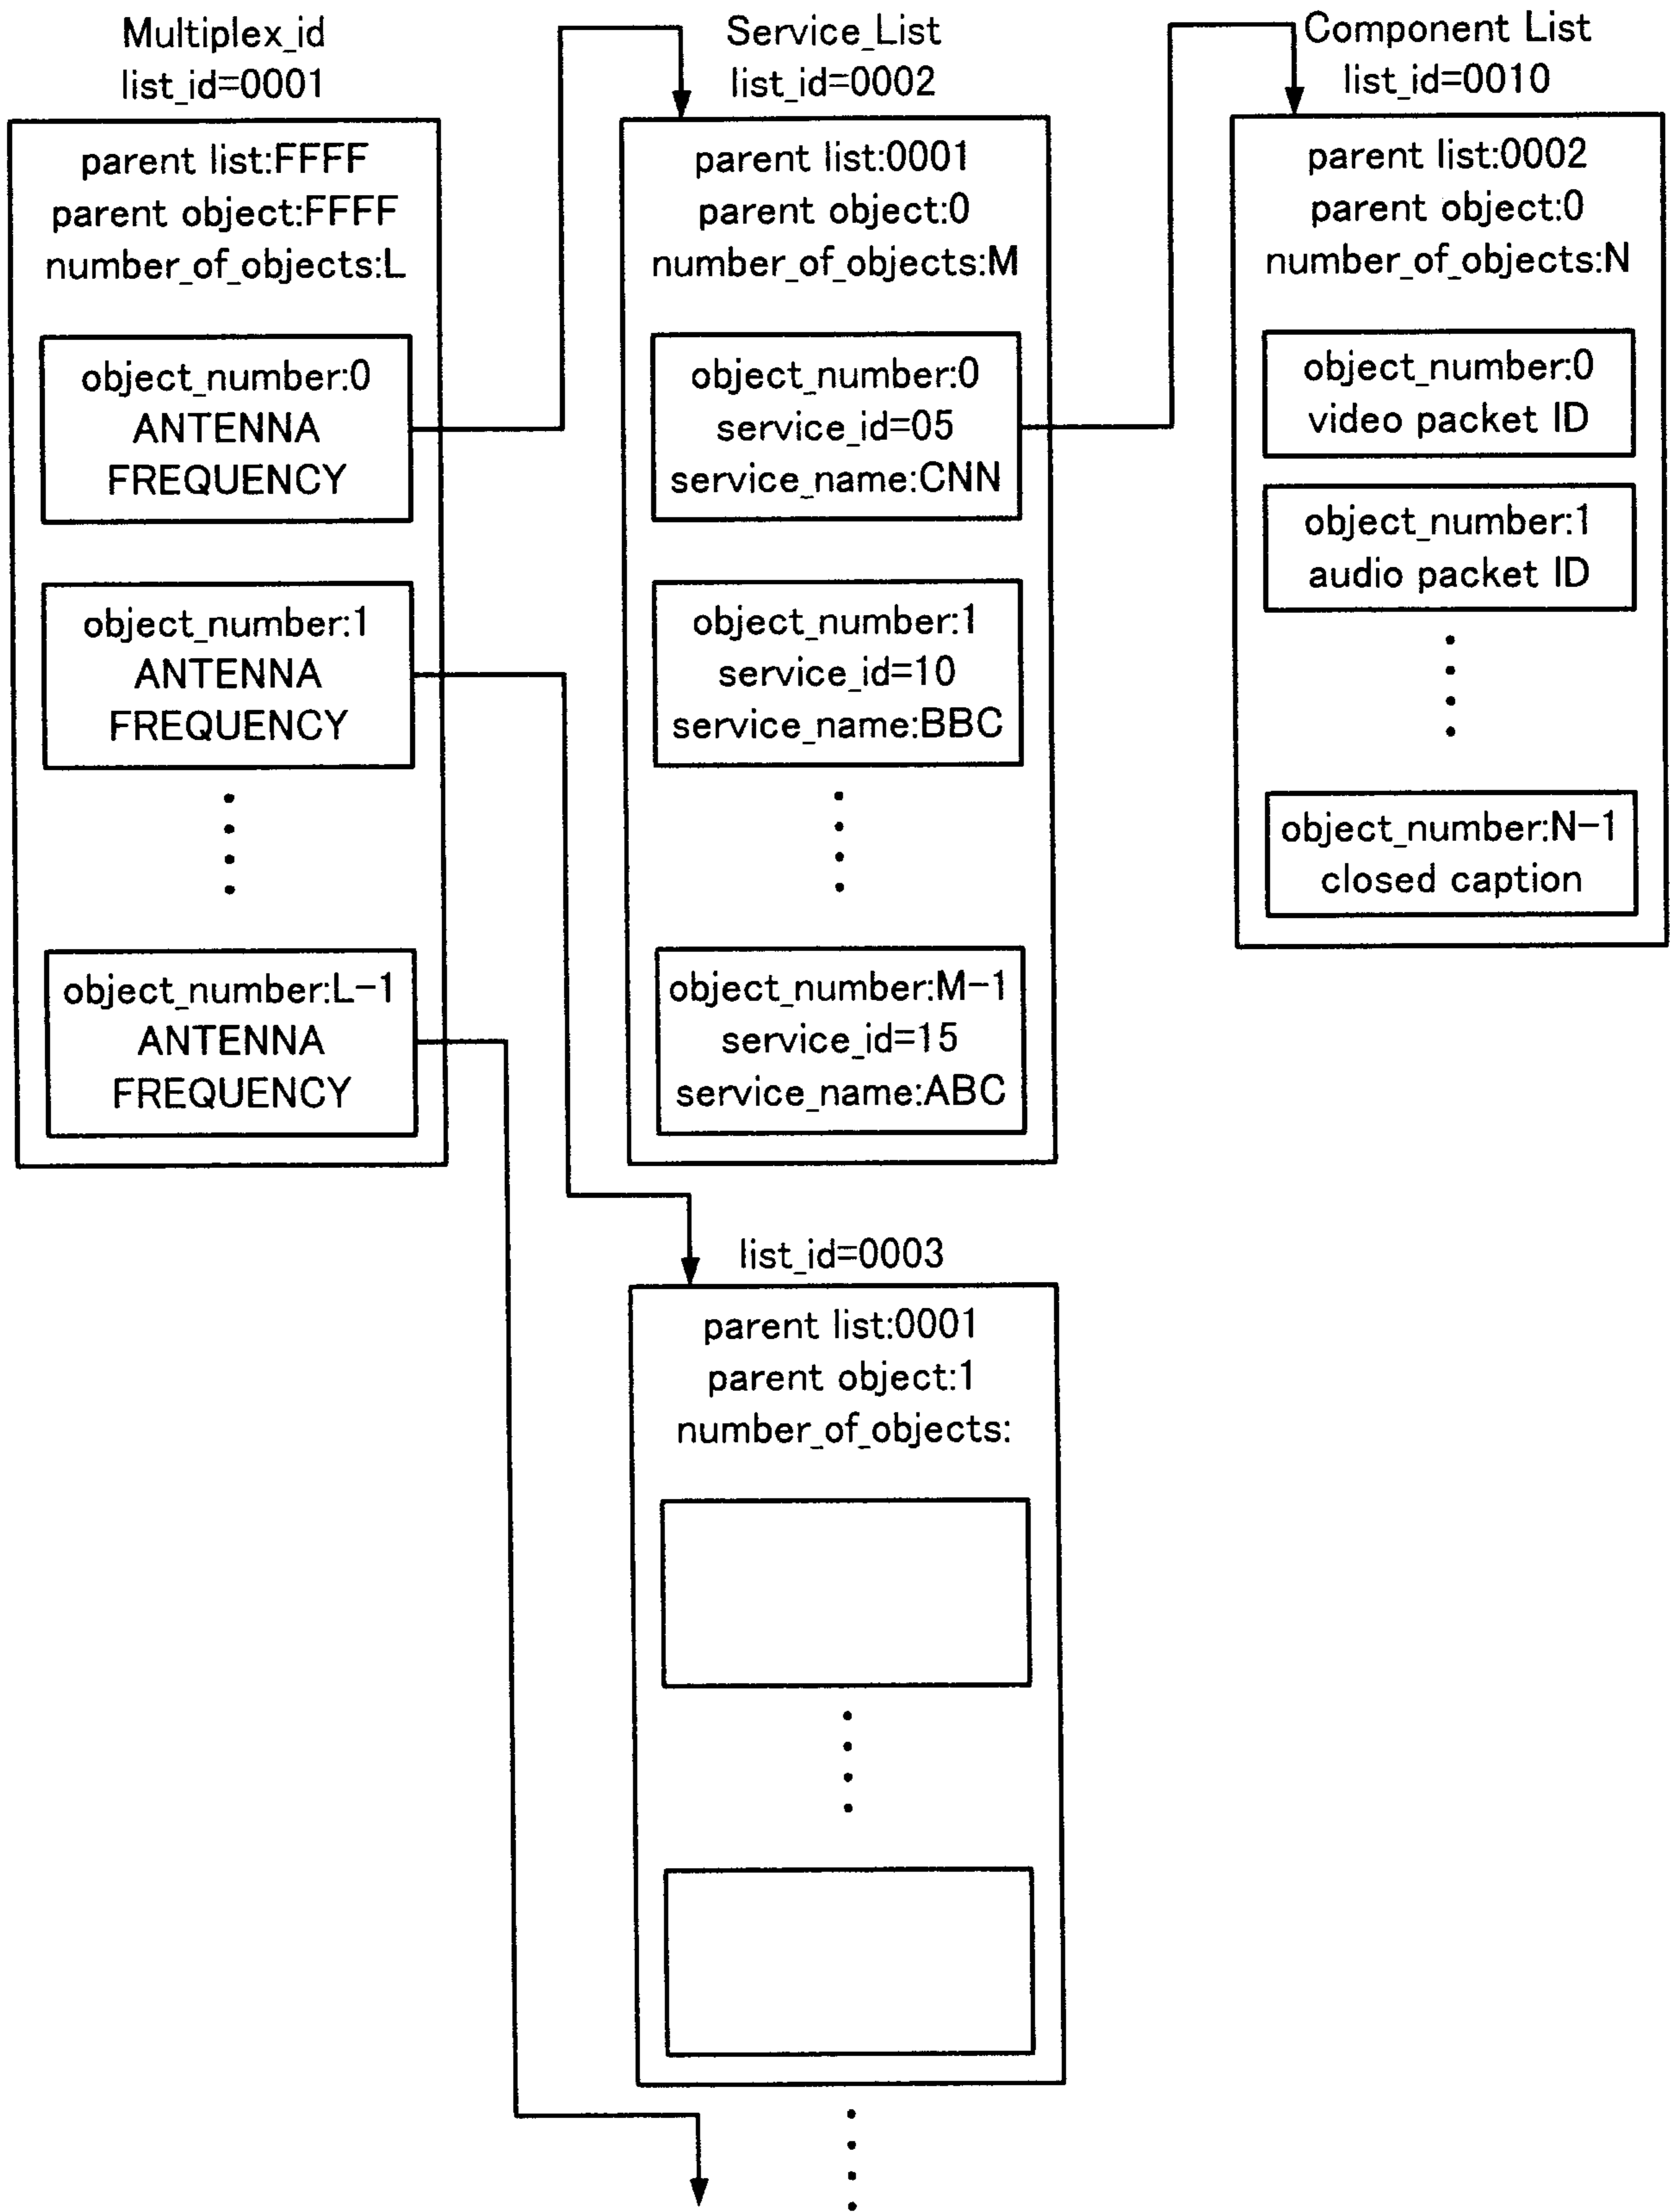 Multiplex_id
list_id=0001
parent list:FFFF
parent object:FFFF
number_of_objects:L
object_number:0
ANTENNA
FREQUENCY
object_number:1
ANTENNA
FREQUENCY
object_number:L-1
ANTENNA
FREQUENCY
Service_List
list_id=0002
parent list:0001
parent object:0
number_of_objects:M
object_number:0
service_id=05
service_name:CNN
object_number:1
service_id=10
service_name:BBC
object_number:M-1
service_id=15
service_name:ABC
list_id=0003
parent list:0001
parent object:1
number_of_objects:
Component List
list_id=0010
parent list:0002
parent object:0
number_of_objects:N
object_number:0
video packet ID
object_number:1
audio packet ID
object_number:N-1
closed caption